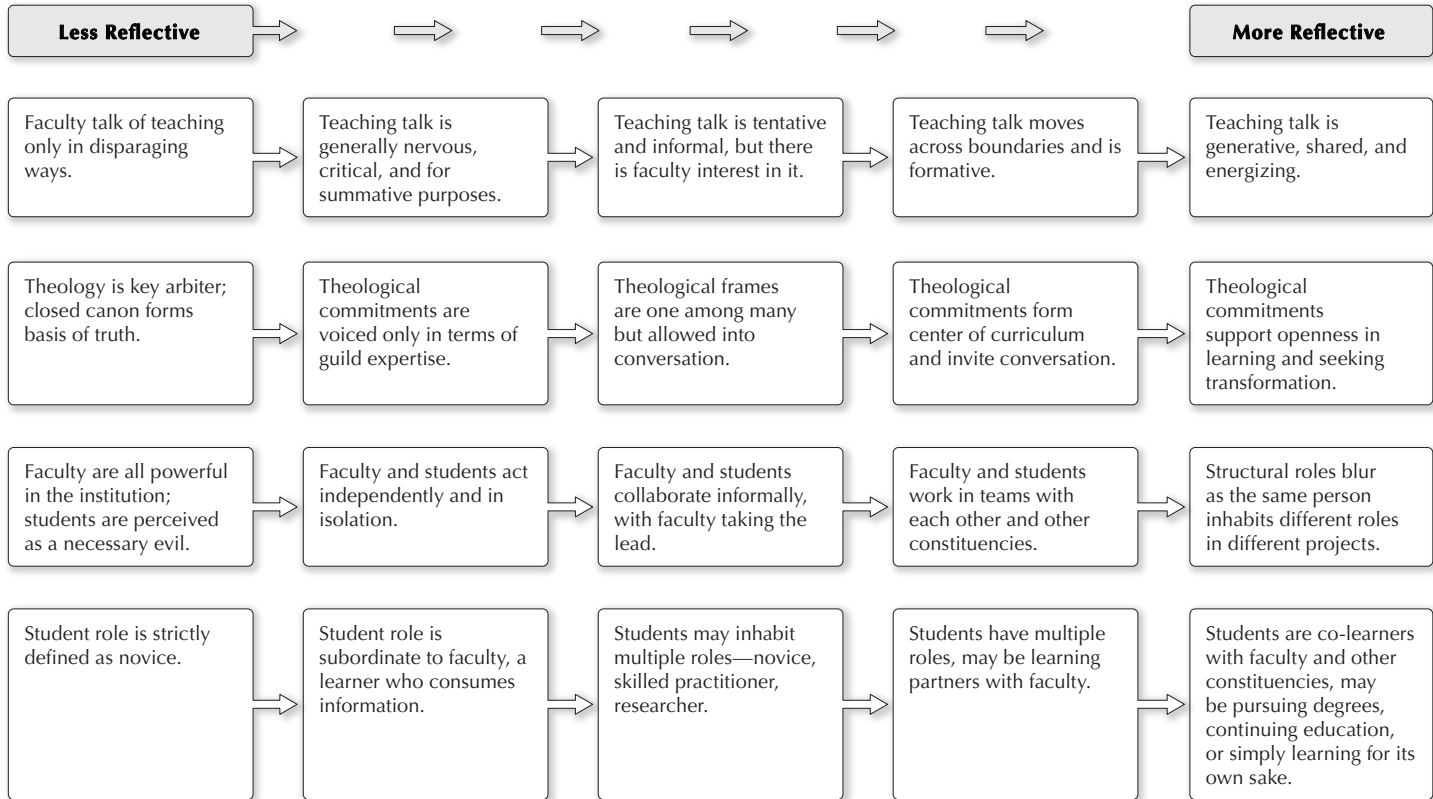 Less Reflective
More Reflective
Faculty talk of teaching
only in disparaging
ways.
Teaching talk is
generally nervous,
critical, and for
summative purposes.
Teaching talk is tentative
and informal, but there
is faculty interest in it.
Teaching talk moves
across boundaries and is
formative.
Teaching talk is
generative, shared, and
energizing.
Theology is key arbiter;
closed canon forms
basis of truth.
Theological
commitments are
voiced only in terms of
guild expertise.
Theological frames
are one among many
but allowed into
conversation.
Theological
commitments form
center of curriculum
and invite conversation.
Theological
commitments
support openness in
learning and seeking
transformation.
Faculty are all powerful
in the institution;
students are perceived
as a necessary evil.
Faculty and students act
independently and in
isolation.
Faculty and students
collaborate informally,
with faculty taking the
lead.
Faculty and students
work in teams with
each other and other
constituencies.
Structural roles blur
as the same person
inhabits different roles
in different projects.
Student role is strictly
defined as novice.
Student role is
subordinate to faculty, a
learner who consumes
information.
Students may inhabit
multiple roles—novice,
skilled practitioner,
researcher.
Students have multiple
roles, may be learning
partners with faculty.
Students are co-learners
with faculty and other
constituencies, may
be pursuing degrees,
continuing education,
or simply learning for its
own sake.